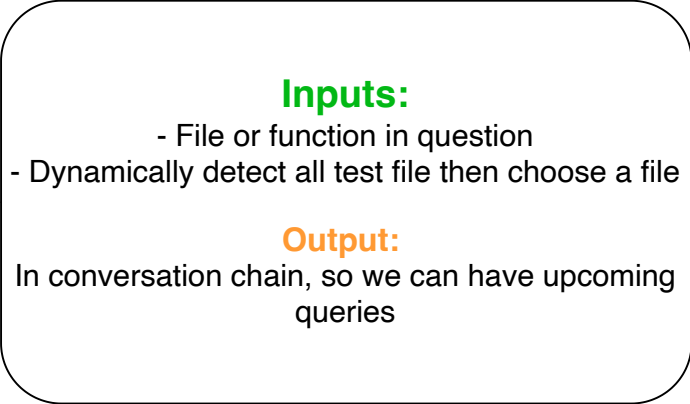 Inputs:
- File or function in question
- Dynamically detect all test file then choose a file
Output:
In conversation chain, so we can have upcoming
queries